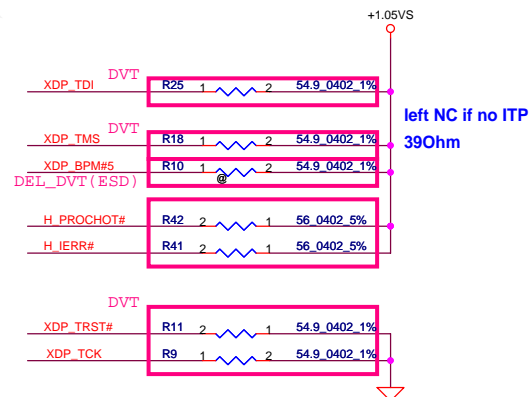 +1.05VS
DVT
XDP_TDI R25 1 2 54.9_0402_1%
left NC if no ITP
39Ohm
DVT
XDP_TMS R18 1 2 54.9_0402_1%
XDP_BPM#5 R10 1 @ 2 54.9_0402_1%
DEL_DVT(ESD)
H_PROCHOT# R42 2 1 56_0402_5%
H_IERR# R41 2 1 56_0402_5%
DVT
XDP_TRST# R11 2 1 54.9_0402_1%
XDP_TCK R9 1 2 54.9_0402_1%